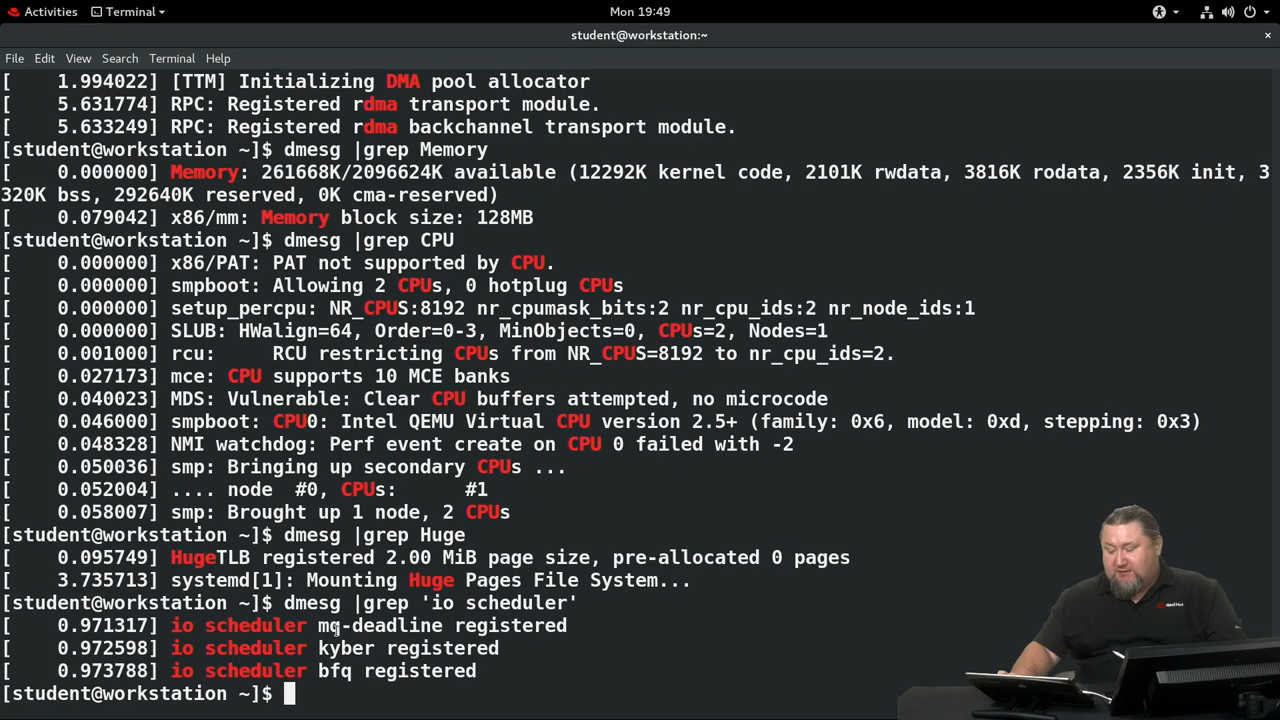 Activities Terminal Mon 19:49
student@workstation:~ ×
File Edit View Search Terminal Help
[    1.994022] [TTM] Initializing DMA pool allocator
[    5.631774] RPC: Registered rdma transport module.
[    5.633249] RPC: Registered rdma backchannel transport module.
[student@workstation ~]$ dmesg |grep Memory
[    0.000000] Memory: 261668K/2096624K available (12292K kernel code, 2101K rwdata, 3816K rodata, 2356K init, 3
320K bss, 292640K reserved, 0K cma-reserved)
[    0.079042] x86/mm: Memory block size: 128MB
[student@workstation ~]$ dmesg |grep CPU
[    0.000000] x86/PAT: PAT not supported by CPU.
[    0.000000] smpboot: Allowing 2 CPUs, 0 hotplug CPUs
[    0.000000] setup_percpu: NR_CPUS:8192 nr_cpumask_bits:2 nr_cpu_ids:2 nr_node_ids:1
[    0.000000] SLUB: HWalign=64, Order=0-3, MinObjects=0, CPUs=2, Nodes=1
[    0.001000] rcu:     RCU restricting CPUs from NR_CPUS=8192 to nr_cpu_ids=2.
[    0.027173] mce: CPU supports 10 MCE banks
[    0.040023] MDS: Vulnerable: Clear CPU buffers attempted, no microcode
[    0.046000] smpboot: CPU0: Intel QEMU Virtual CPU version 2.5+ (family: 0x6, model: 0xd, stepping: 0x3)
[    0.048328] NMI watchdog: Perf event create on CPU 0 failed with -2
[    0.050036] smp: Bringing up secondary CPUs ...
[    0.052004] .... node  #0, CPUs:      #1
[    0.058007] smp: Brought up 1 node, 2 CPUs
[student@workstation ~]$ dmesg |grep Huge
[    0.095749] HugeTLB registered 2.00 MiB page size, pre-allocated 0 pages
[    3.735713] systemd[1]: Mounting Huge Pages File System...
[student@workstation ~]$ dmesg |grep 'io scheduler'
[    0.971317] io scheduler mq-deadline registered
[    0.972598] io scheduler kyber registered
[    0.973788] io scheduler bfq registered
[student@workstation ~]$